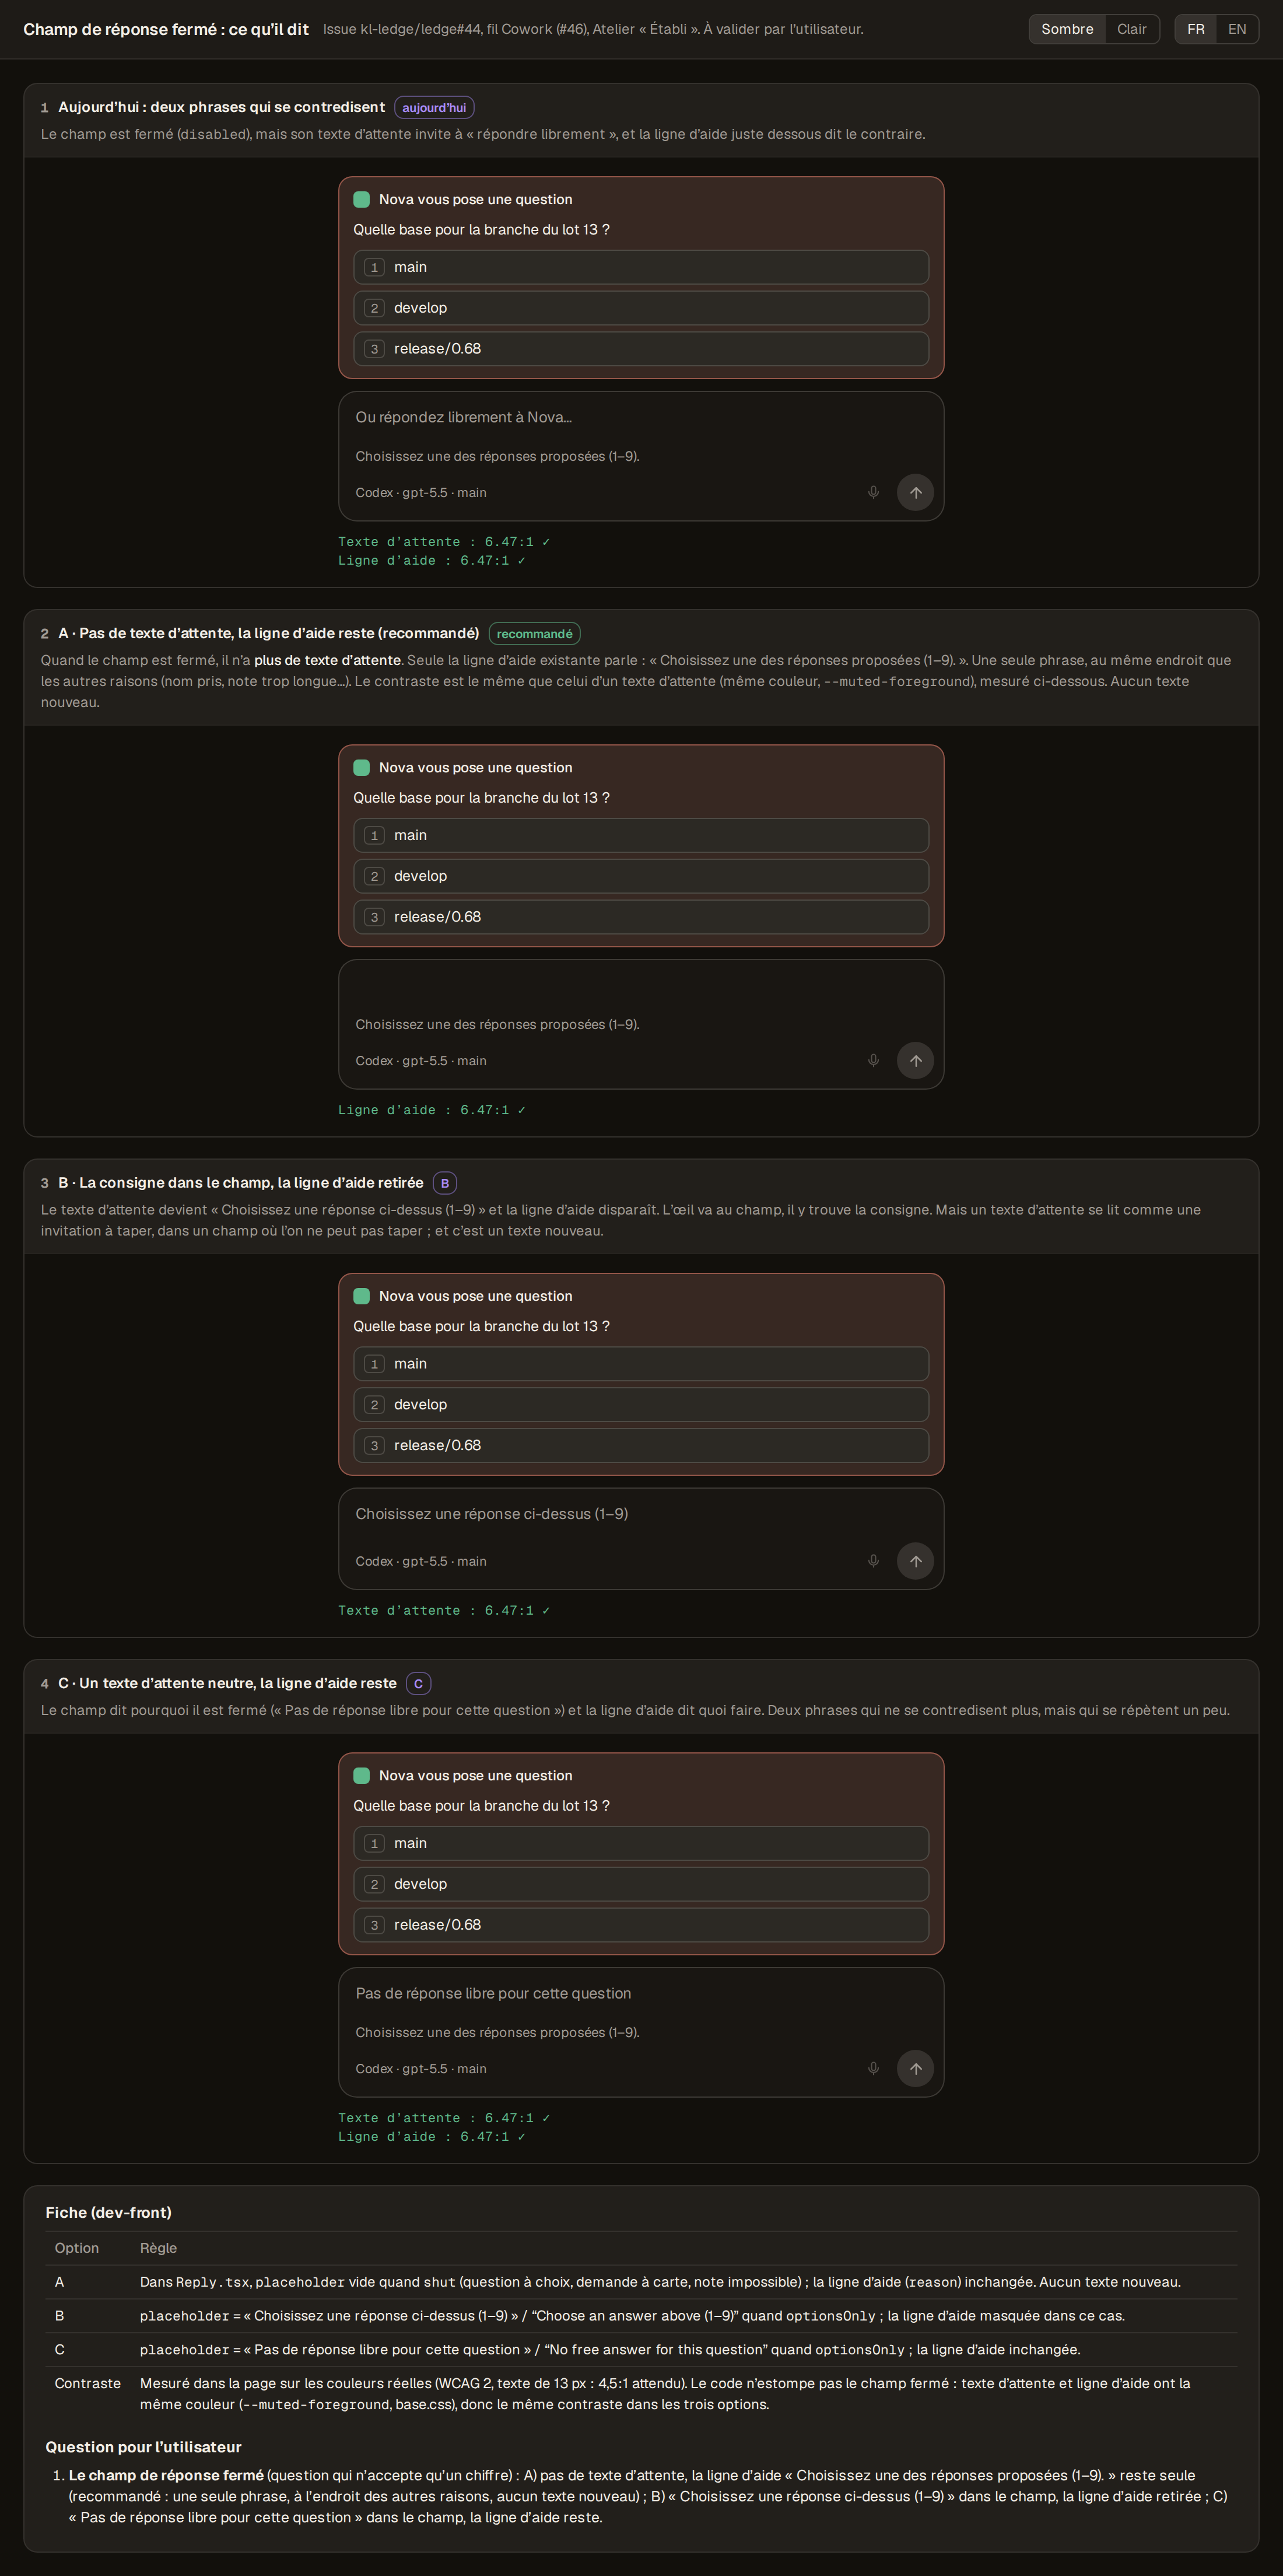 Champ de réponse fermé : ce qu’il dit Issue kl-ledge/ledge#44, fil Cowork (#46), Atelier « Établi ». À valider par l’utilisateur. Sombre Clair FR EN
1 Aujourd’hui : deux phrases qui se contredisent aujourd’hui
Le champ est fermé (disabled), mais son texte d’attente invite à « répondre librement », et la ligne d’aide juste dessous dit le contraire.
Nova vous pose une question
Quelle base pour la branche du lot 13 ?
1 main
2 develop
3 release/0.68
Ou répondez librement à Nova…
Choisissez une des réponses proposées (1–9).
Codex · gpt-5.5 · main
Texte d’attente : 6.47:1 ✓
Ligne d’aide : 6.47:1 ✓
2 A · Pas de texte d’attente, la ligne d’aide reste (recommandé) recommandé
Quand le champ est fermé, il n’a plus de texte d’attente. Seule la ligne d’aide existante parle : « Choisissez une des réponses proposées (1–9). ». Une seule phrase, au même endroit que
les autres raisons (nom pris, note trop longue…). Le contraste est le même que celui d’un texte d’attente (même couleur, --muted-foreground), mesuré ci-dessous. Aucun texte
nouveau.
Nova vous pose une question
Quelle base pour la branche du lot 13 ?
1 main
2 develop
3 release/0.68
Choisissez une des réponses proposées (1–9).
Codex · gpt-5.5 · main
Ligne d’aide : 6.47:1 ✓
3 B · La consigne dans le champ, la ligne d’aide retirée B
Le texte d’attente devient « Choisissez une réponse ci-dessus (1–9) » et la ligne d’aide disparaît. L’œil va au champ, il y trouve la consigne. Mais un texte d’attente se lit comme une
invitation à taper, dans un champ où l’on ne peut pas taper ; et c’est un texte nouveau.
Nova vous pose une question
Quelle base pour la branche du lot 13 ?
1 main
2 develop
3 release/0.68
Choisissez une réponse ci-dessus (1–9)
Codex · gpt-5.5 · main
Texte d’attente : 6.47:1 ✓
4 C · Un texte d’attente neutre, la ligne d’aide reste C
Le champ dit pourquoi il est fermé (« Pas de réponse libre pour cette question ») et la ligne d’aide dit quoi faire. Deux phrases qui ne se contredisent plus, mais qui se répètent un peu.
Nova vous pose une question
Quelle base pour la branche du lot 13 ?
1 main
2 develop
3 release/0.68
Pas de réponse libre pour cette question
Choisissez une des réponses proposées (1–9).
Codex · gpt-5.5 · main
Texte d’attente : 6.47:1 ✓
Ligne d’aide : 6.47:1 ✓
Fiche (dev-front)
Option Règle
A Dans Reply.tsx, placeholder vide quand shut (question à choix, demande à carte, note impossible) ; la ligne d’aide (reason) inchangée. Aucun texte nouveau.
B placeholder = « Choisissez une réponse ci-dessus (1–9) » / “Choose an answer above (1–9)” quand optionsOnly ; la ligne d’aide masquée dans ce cas.
C placeholder = « Pas de réponse libre pour cette question » / “No free answer for this question” quand optionsOnly ; la ligne d’aide inchangée.
Contraste Mesuré dans la page sur les couleurs réelles (WCAG 2, texte de 13 px : 4,5:1 attendu). Le code n’estompe pas le champ fermé : texte d’attente et ligne d’aide ont la
même couleur (--muted-foreground, base.css), donc le même contraste dans les trois options.
Question pour l’utilisateur
1. Le champ de réponse fermé (question qui n’accepte qu’un chiffre) : A) pas de texte d’attente, la ligne d’aide « Choisissez une des réponses proposées (1–9). » reste seule
(recommandé : une seule phrase, à l’endroit des autres raisons, aucun texte nouveau) ; B) « Choisissez une réponse ci-dessus (1–9) » dans le champ, la ligne d’aide retirée ; C)
« Pas de réponse libre pour cette question » dans le champ, la ligne d’aide reste.